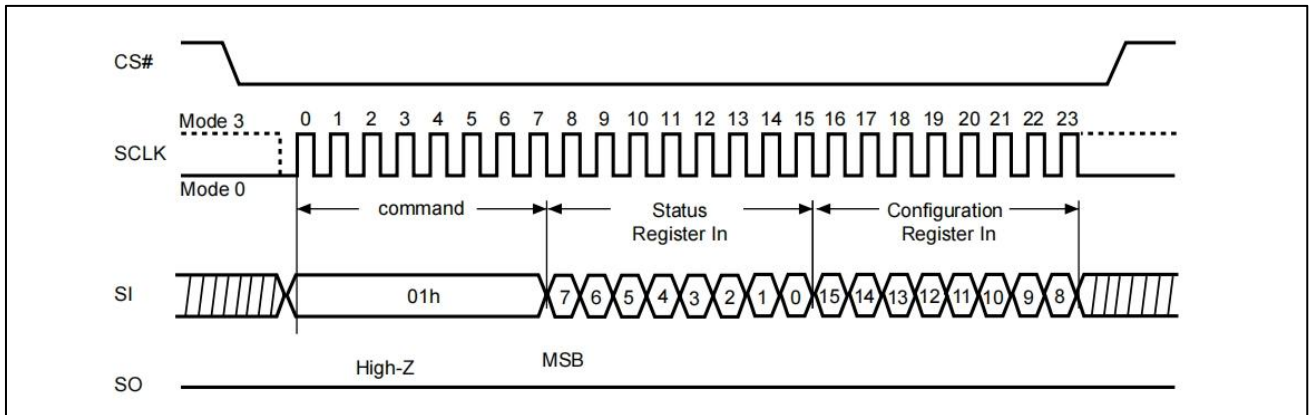 CS#
Mode 3
0 1 2 3 4 5 6 7 8 9 10 11 12 13 14 15 16 17 18 19 20 21 22 23
SCLK
Mode 0
command
Status
Register In
Configuration
Register In
SI
01h
7 6 5 4 3 2 1 0 15 14 13 12 11 10 9 8
High-Z
MSB
SO